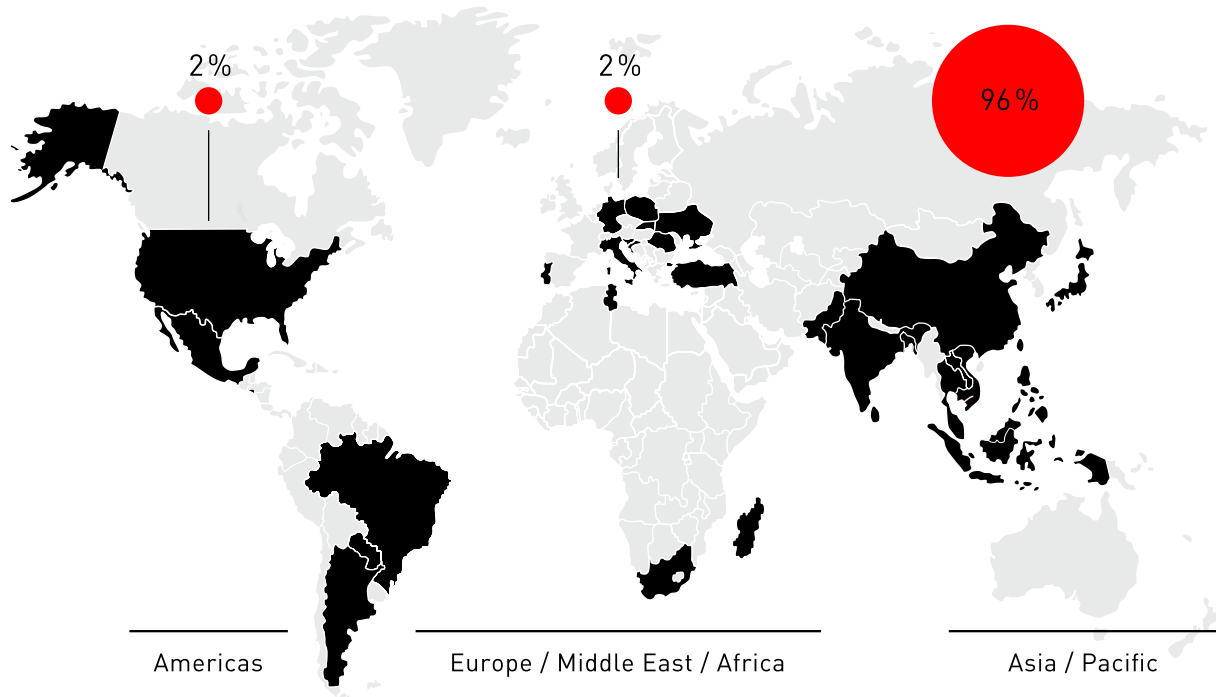 2 %
2 %
96 %
Americas
Europe / Middle East / Africa
Asia / Pacific